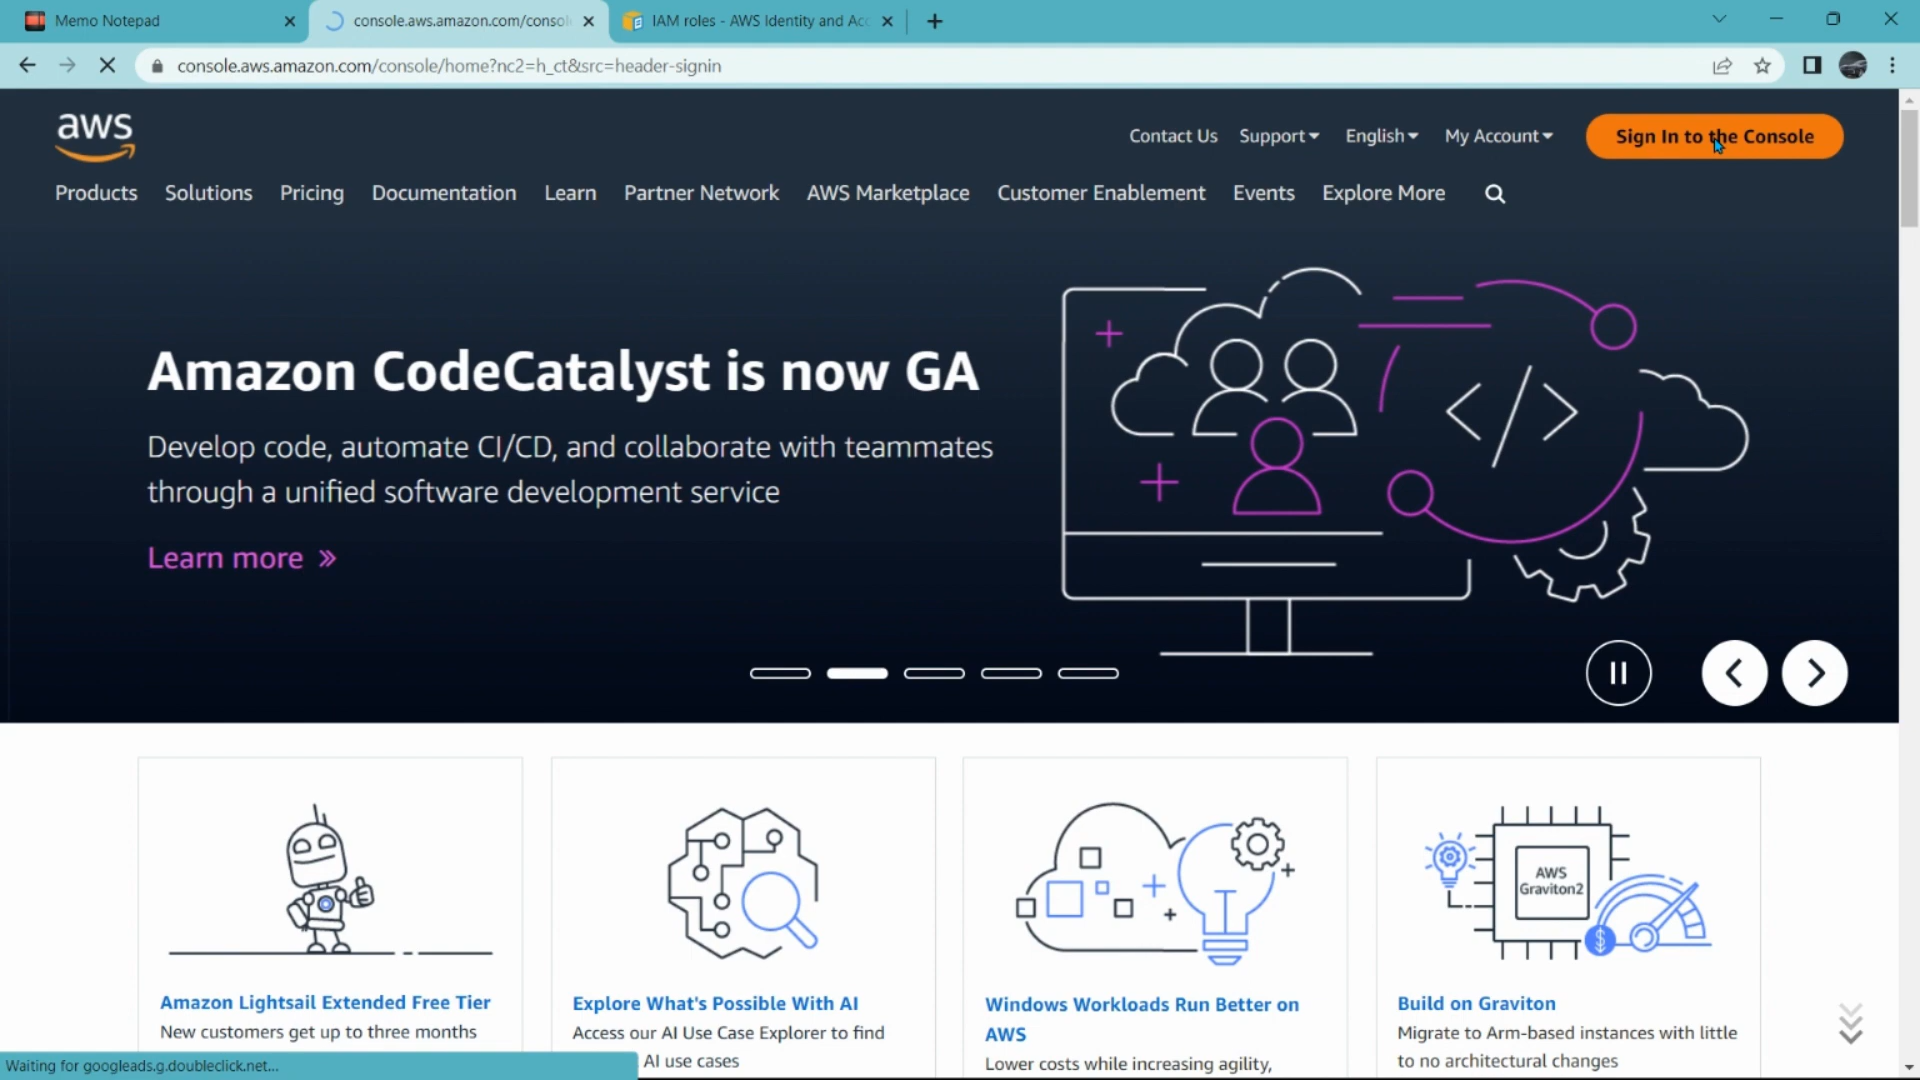 Memo Notepad
console.aws.amazon.com/consol
IAM roles - AWS Identity and Acc
console.aws.amazon.com/console/home?nc2=h_ct&src=header-signin
aws
Contact Us
Support
English
My Account
Sign In to the Console
Products
Solutions
Pricing
Documentation
Learn
Partner Network
AWS Marketplace
Customer Enablement
Events
Explore More
Amazon CodeCatalyst is now GA
Develop code, automate CI/CD, and collaborate with teammates
through a unified software development service
Learn more »
AWS
Graviton2
Amazon Lightsail Extended Free Tier
New customers get up to three months
Explore What's Possible With AI
Access our AI Use Case Explorer to find
AI use cases
Windows Workloads Run Better on
AWS
Lower costs while increasing agility,
Build on Graviton
Migrate to Arm-based instances with little
to no architectural changes
Waiting for googleads.g.doubleclick.net...